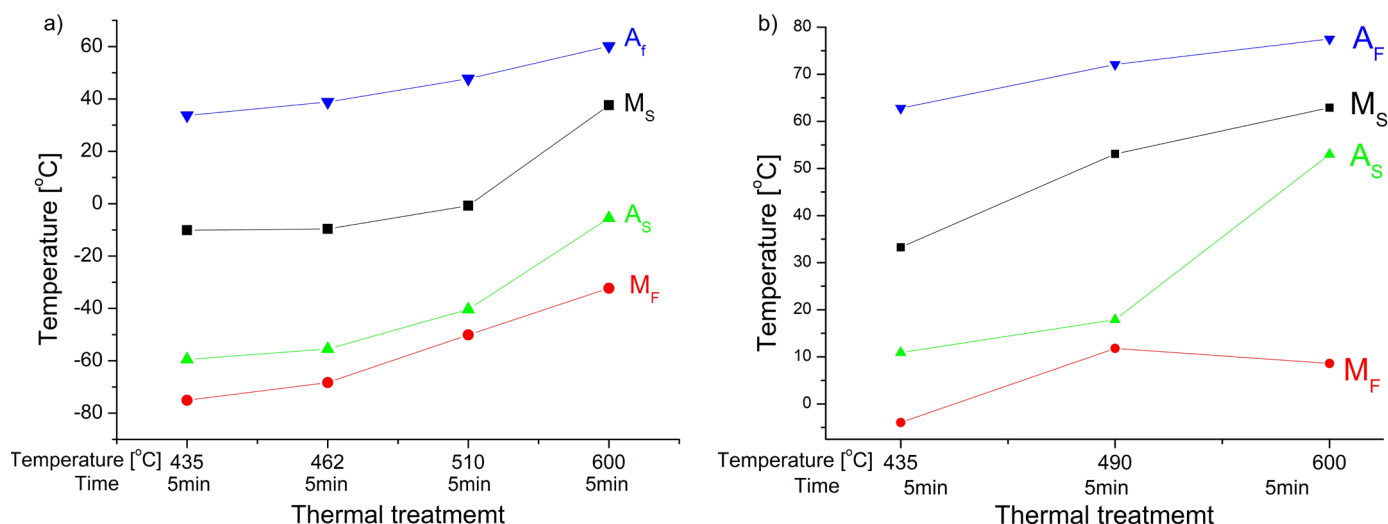 a)
60
40
20
0
-20
-40
-60
-80
Temperature [°C]
A_f
M_S
A_S
M_F
Temperature [°C] 435 462 510 600
Time 5min 5min 5min 5min
Thermal treatmemt
b)
80
70
60
50
40
30
20
10
0
Temperature [°C]
A_F
M_S
A_S
M_F
Temperature [°C] 435 490 600
Time 5min 5min 5min
Thermal treatmemt